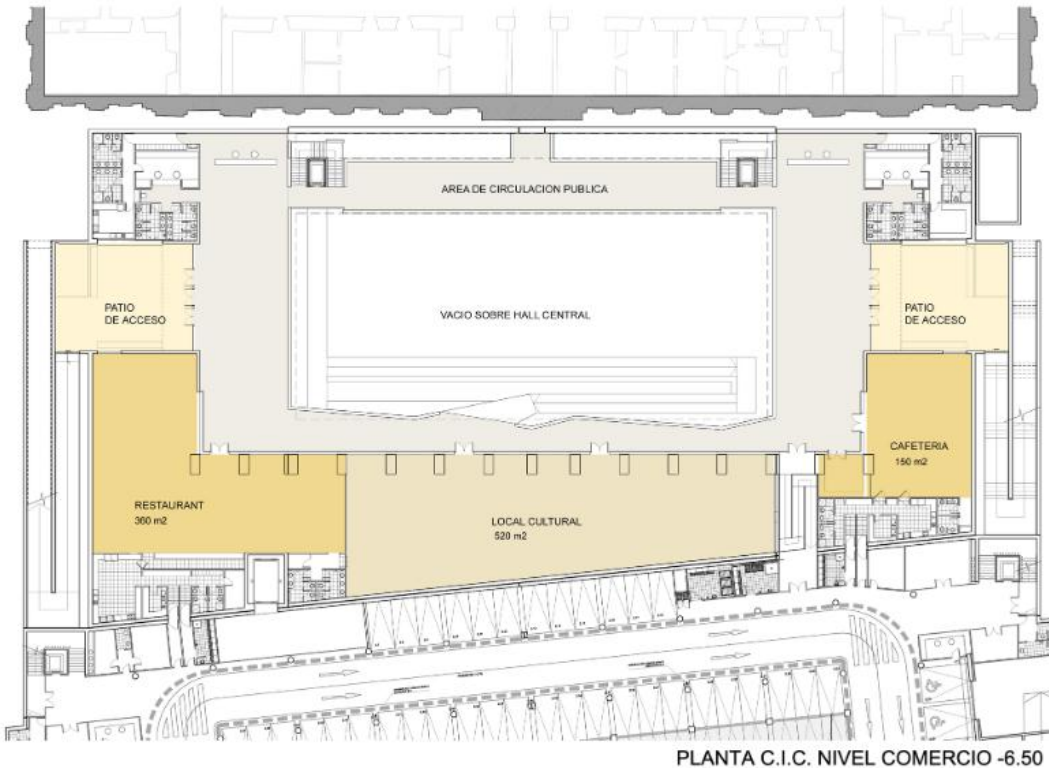 AREA DE CIRCULACION PUBLICA
PATIO
DE ACCESO
VACIO SOBRE HALL CENTRAL
PATIO
DE ACCESO
CAFETERIA
150 m2
RESTAURANT
360 m2
LOCAL CULTURAL
520 m2
PLANTA C.I.C. NIVEL COMERCIO -6.50